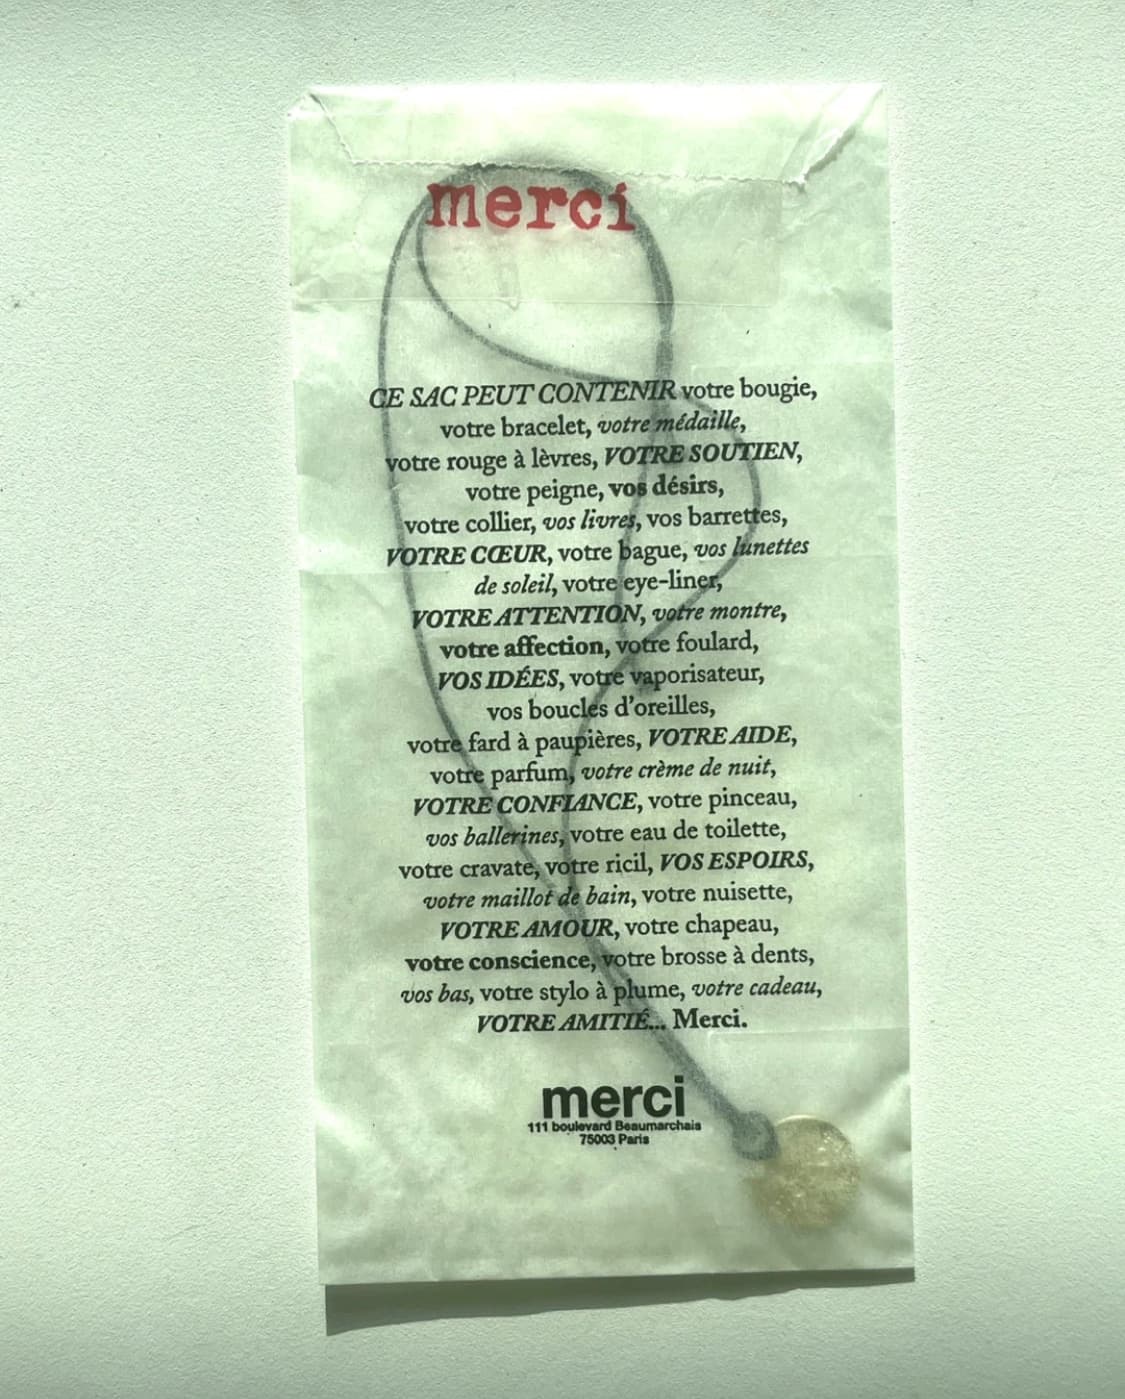 merci
CE SAC PEUT CONTENIR votre bougie,
votre bracelet, votre médaille,
votre rouge à lèvres, VOTRE SOUTIEN,
votre peigne, vos désirs,
votre collier, vos livres, vos barrettes,
VOTRE CŒUR, votre bague, vos lunettes
de soleil, votre eye-liner,
VOTRE ATTENTION, votre montre,
votre affection, votre foulard,
VOS IDÉES, votre vaporisateur,
vos boucles d'oreilles,
votre fard à paupières, VOTRE AIDE,
votre parfum, votre crème de nuit,
VOTRE CONFIANCE, votre pinceau,
vos ballerines, votre eau de toilette,
votre cravate, votre ricil, VOS ESPOIRS,
votre maillot de bain, votre nuisette,
VOTRE AMOUR, votre chapeau,
votre conscience, votre brosse à dents,
vos bas, votre stylo à plume, votre cadeau,
VOTRE AMITIÉ... Merci.
merci
111 boulevard Beaumarchais
75003 Paris